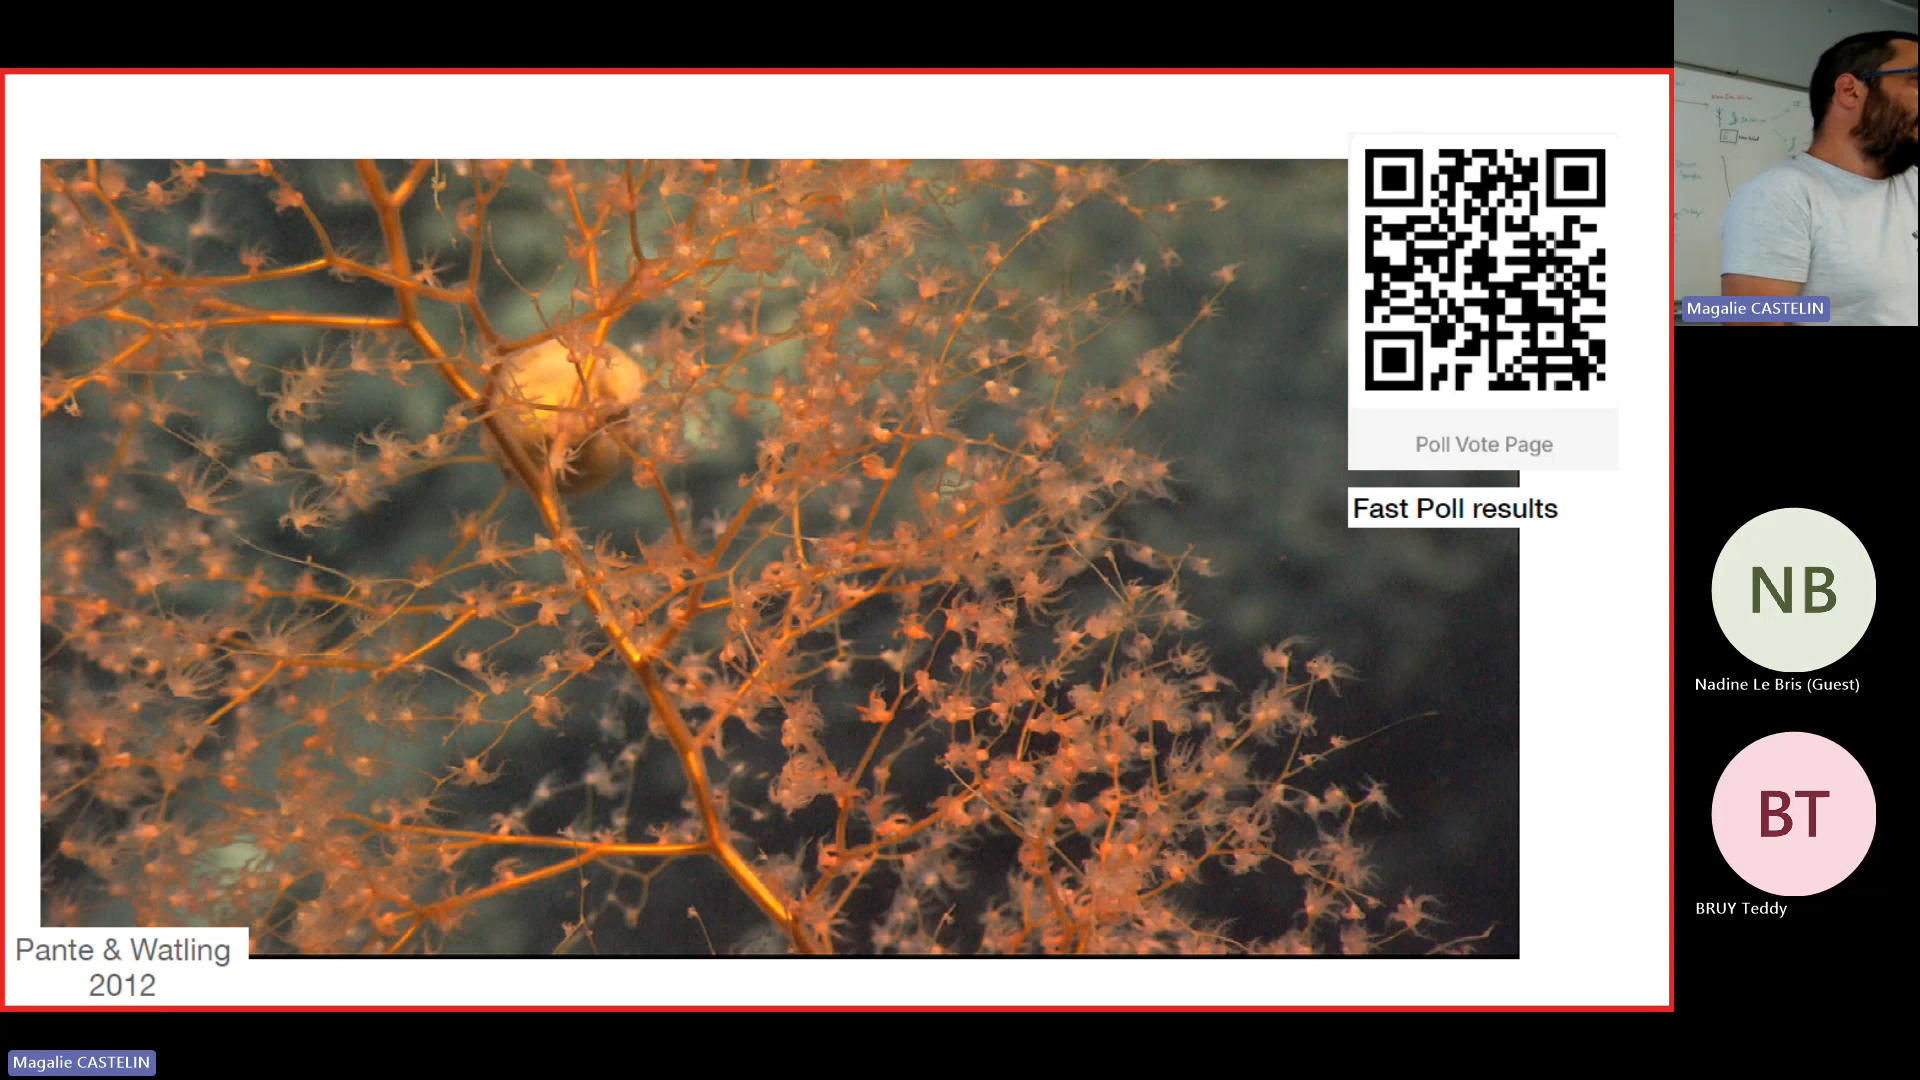 Poll Vote Page
Fast Poll results
Pante & Watling
2012
Magalie CASTELIN
NB
Nadine Le Bris (Guest)
BT
BRUY Teddy
Magalie CASTELIN